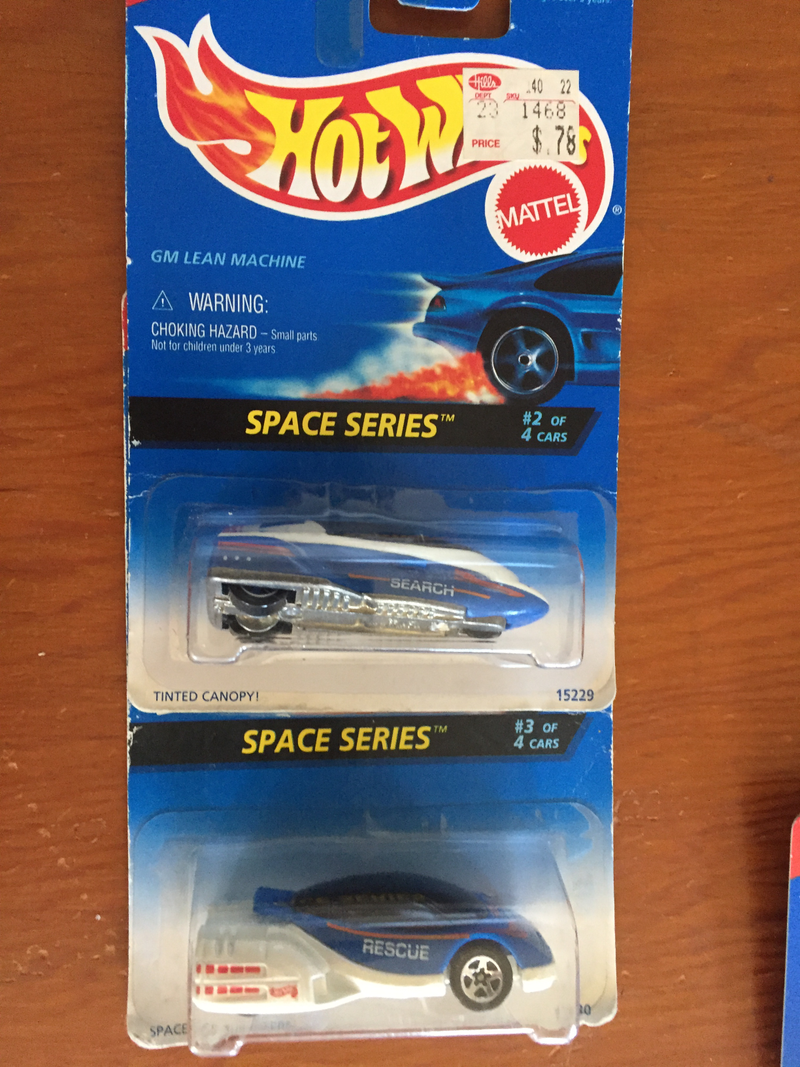 Hot W s
Hills
.40 22
DEPT. SKU
23 1468
PRICE $.78
MATTEL
®
GM LEAN MACHINE
WARNING:
CHOKING HAZARD – Small parts
Not for children under 3 years
SPACE SERIES™
#2 OF
4 CARS
SEARCH
TINTED CANOPY!
15229
SPACE SERIES™
#3 OF
4 CARS
RESCUE
SPACE